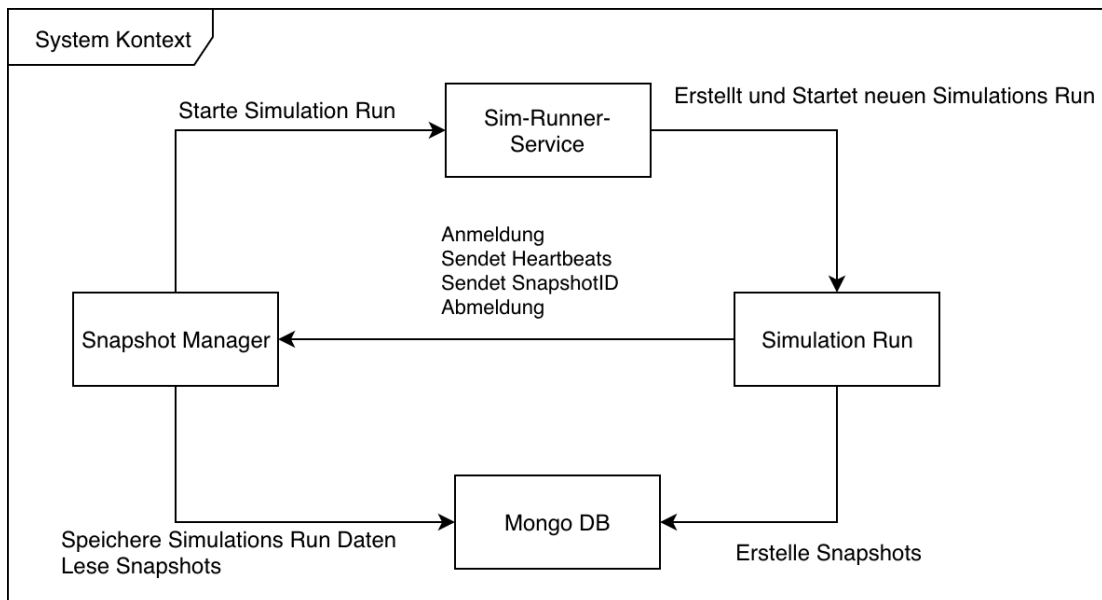 System Kontext
Starte Simulation Run
Sim-Runner-
Service
Erstellt und Startet neuen Simulations Run
Anmeldung
Sendet Heartbeats
Sendet SnapshotID
Abmeldung
Snapshot Manager
Simulation Run
Speichere Simulations Run Daten
Lese Snapshots
Mongo DB
Erstelle Snapshots